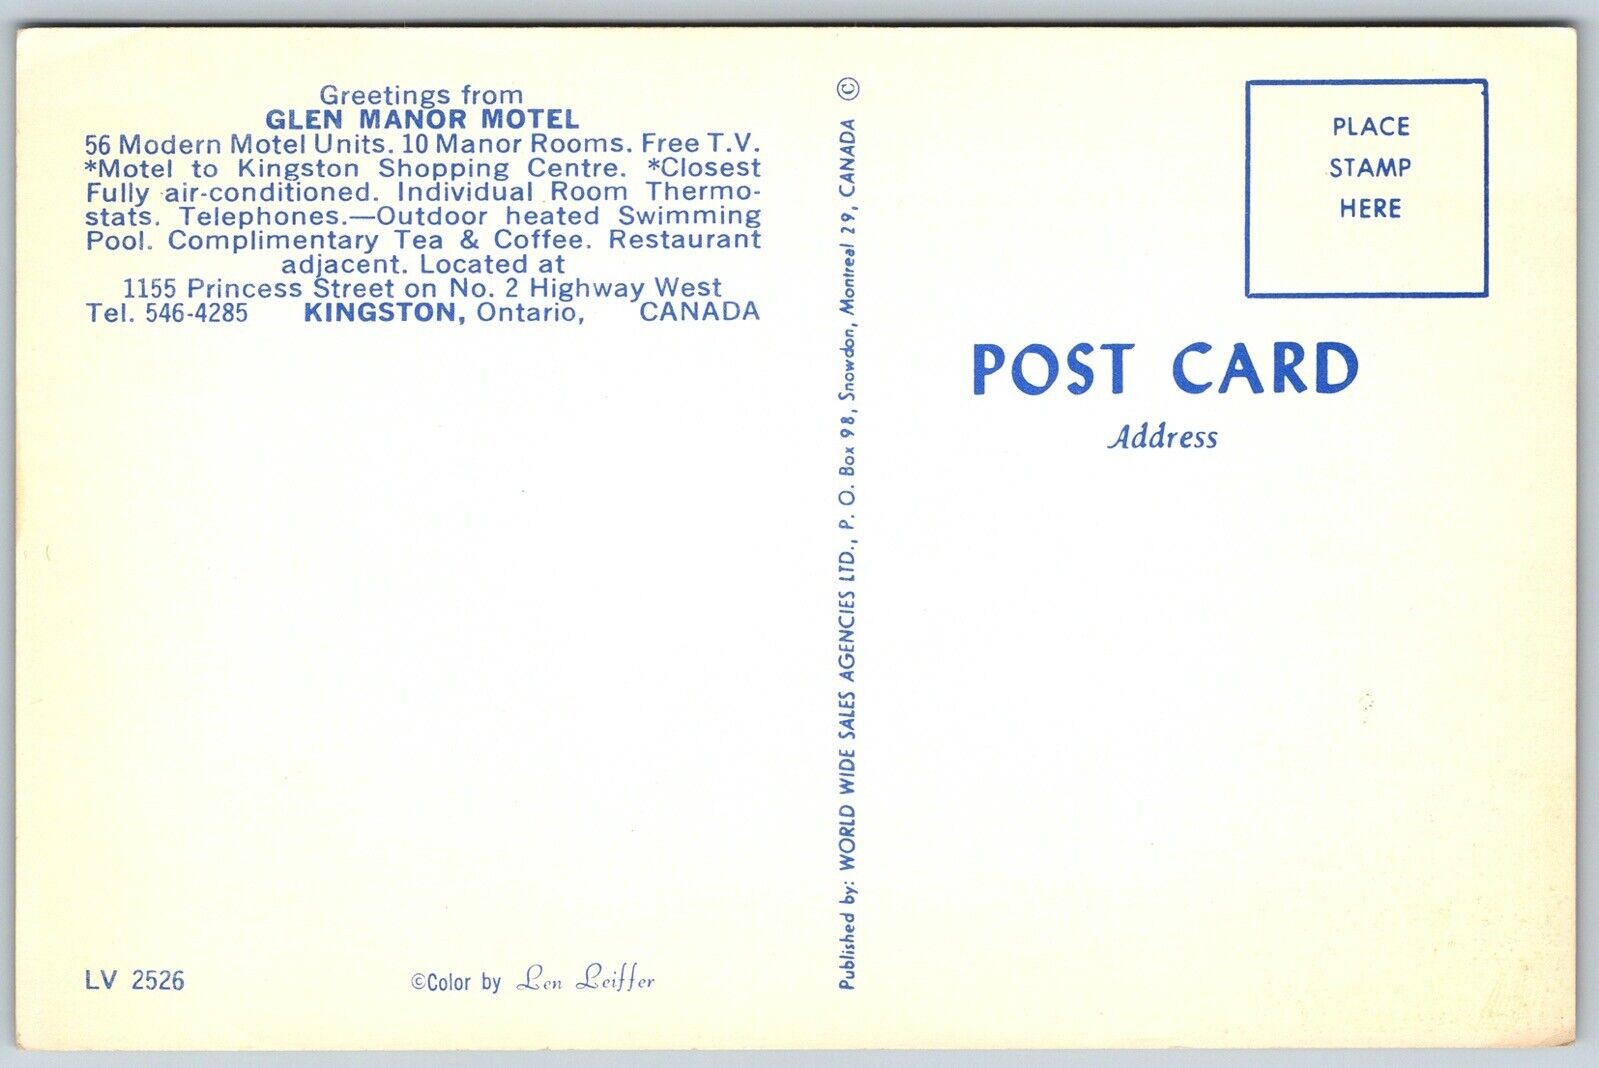 Greetings from
GLEN MANOR MOTEL
56 Modern Motel Units. 10 Manor Rooms. Free T.V.
*Motel to Kingston Shopping Centre. *Closest
Fully air-conditioned. Individual Room Thermo-
stats. Telephones.—Outdoor heated Swimming
Pool. Complimentary Tea & Coffee. Restaurant
adjacent. Located at
1155 Princess Street on No. 2 Highway West
Tel. 546-4285 KINGSTON, Ontario, CANADA
LV 2526
©Color by Len Leiffer
Published by: WORLD WIDE SALES AGENCIES LTD., P. O. Box 98, Snowdon, Montreal 29, CANADA ©
PLACE
STAMP
HERE
POST CARD
Address